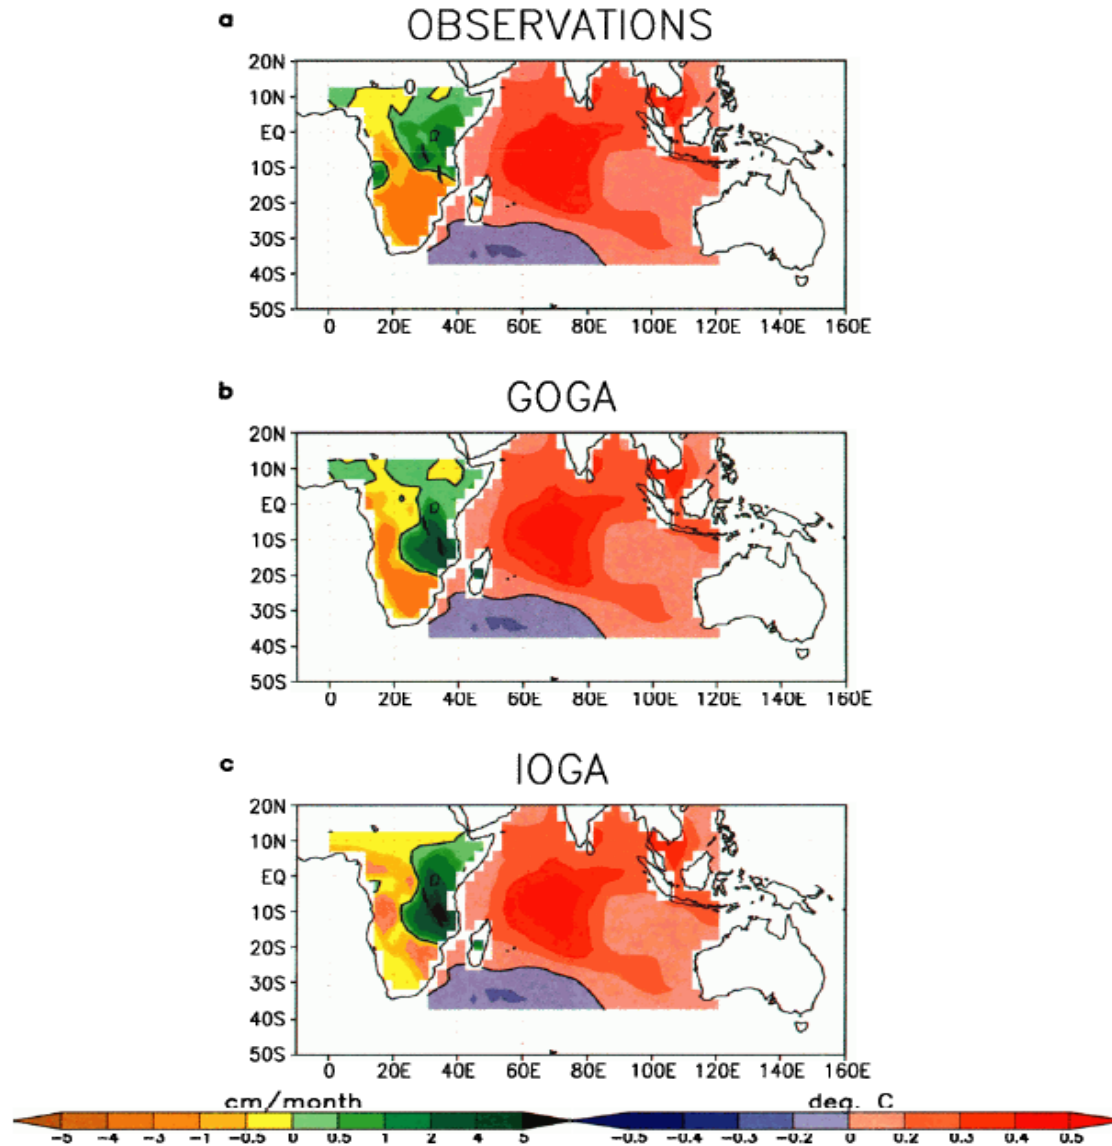 a
OBSERVATIONS
20N
10N
EQ
10S
20S
30S
40S
50S
0
0 20E 40E 60E 80E 100E 120E 140E 160E
b
GOGA
20N
10N
EQ
10S
20S
30S
40S
50S
0 20E 40E 60E 80E 100E 120E 140E 160E
c
IOGA
20N
10N
EQ
10S
20S
30S
40S
50S
0 20E 40E 60E 80E 100E 120E 140E 160E
cm/month deg. C
-5 -4 -3 -1 -0.5 0 0.5 1 2 4 5 -0.5 -0.4 -0.3 -0.2 0 0.2 0.3 0.4 0.5